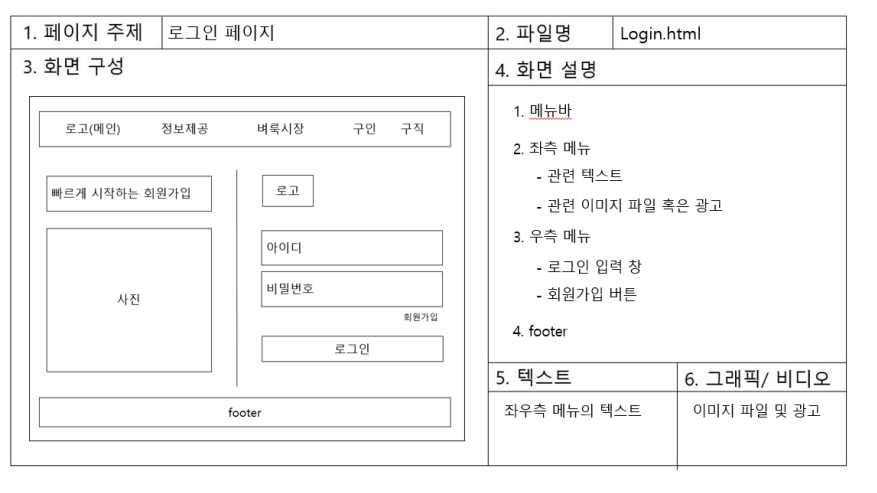 1. 페이지 주제
로그인 페이지
2. 파일명
Login.html
3. 화면 구성
로고(메인) 정보제공 벼룩시장 구인 구직
빠르게 시작하는 회원가입
사진
로고
아이디
비밀번호
회원가입
로그인
footer
4. 화면 설명
1. 메뉴바
2. 좌측 메뉴
- 관련 텍스트
- 관련 이미지 파일 혹은 광고
3. 우측 메뉴
- 로그인 입력 창
- 회원가입 버튼
4. footer
5. 텍스트
좌우측 메뉴의 텍스트
6. 그래픽/ 비디오
이미지 파일 및 광고